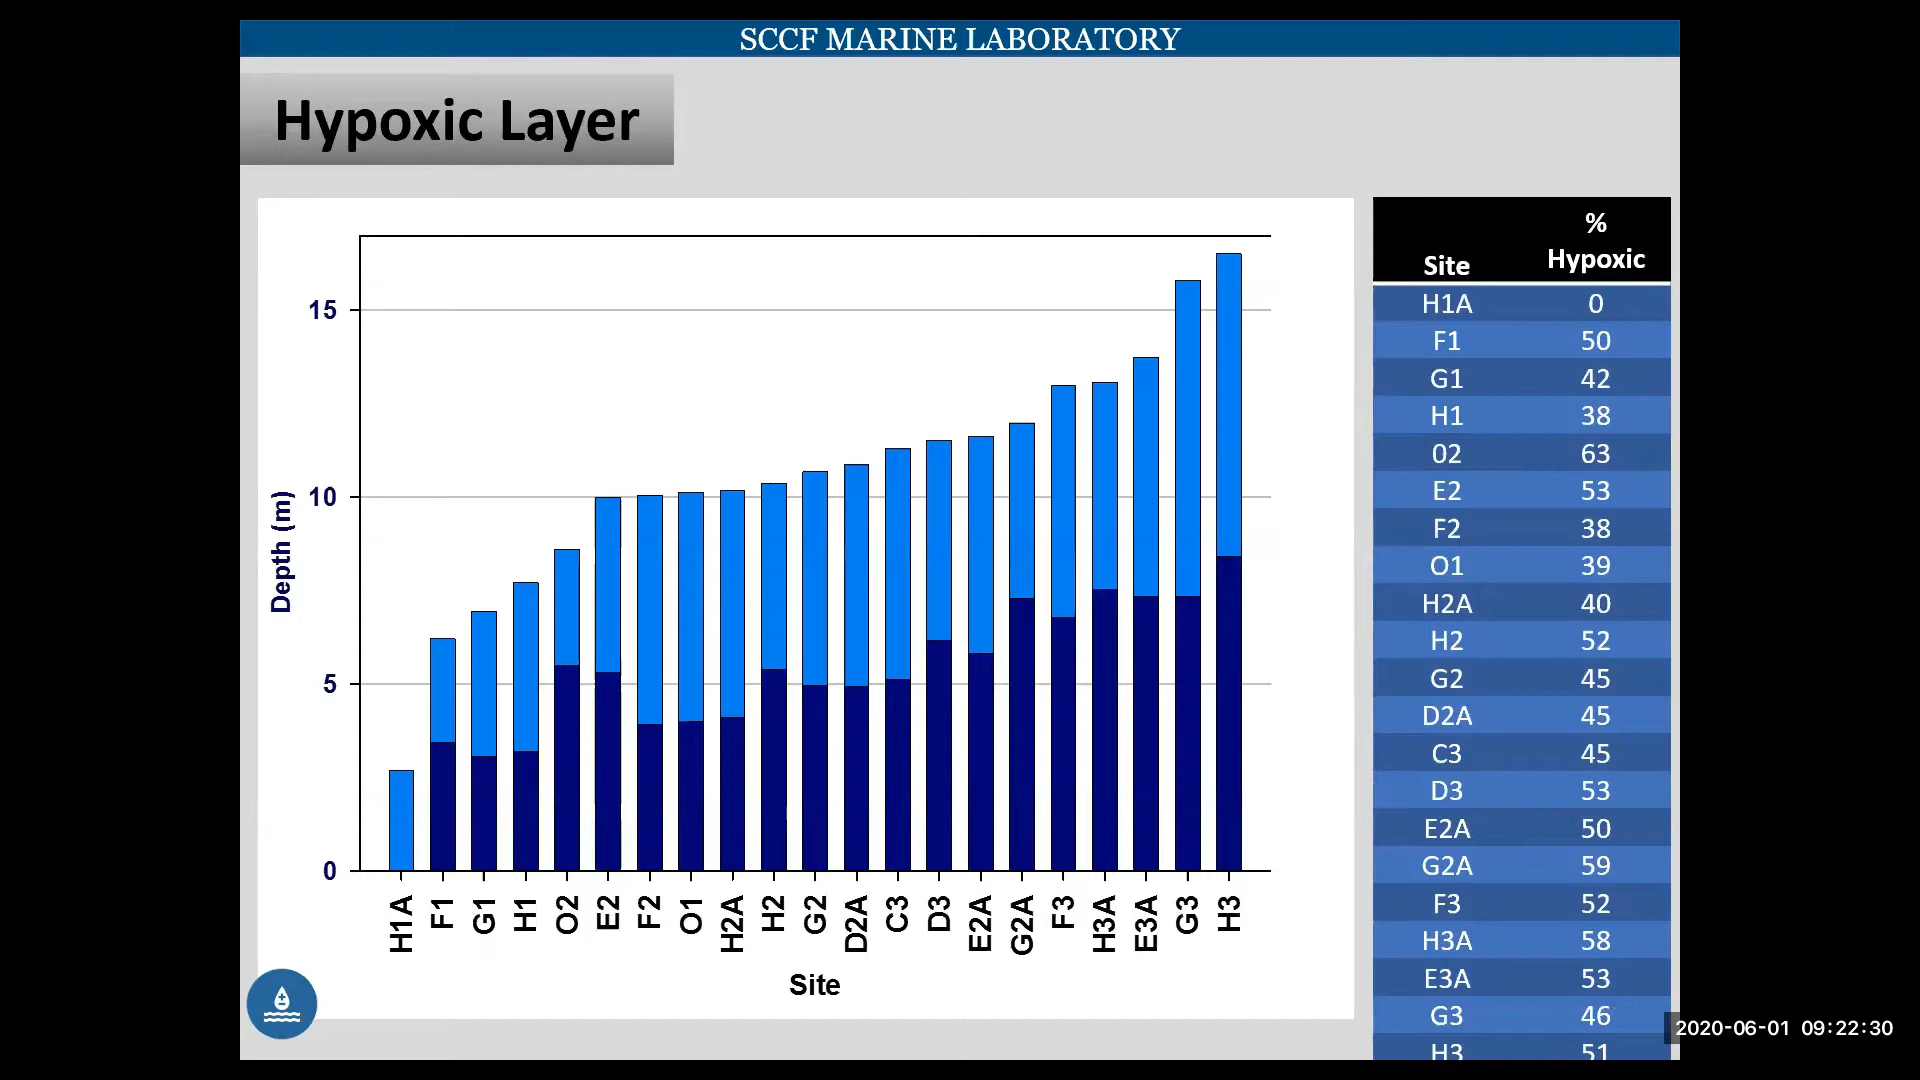 SCCF MARINE LABORATORY
Hypoxic Layer
15
10
5
0
Depth (m)
H1A F1 G1 H1 O2 E2 F2 O1 H2A H2 G2 D2A C3 D3 E2A G2A F3 H3A E3A G3 H3
Site
%
Site Hypoxic
H1A 0
F1 50
G1 42
H1 38
02 63
E2 53
F2 38
O1 39
H2A 40
H2 52
G2 45
D2A 45
C3 45
D3 53
E2A 50
G2A 59
F3 52
H3A 58
E3A 53
G3 46
H3 51
2020-06-01 09:22:30